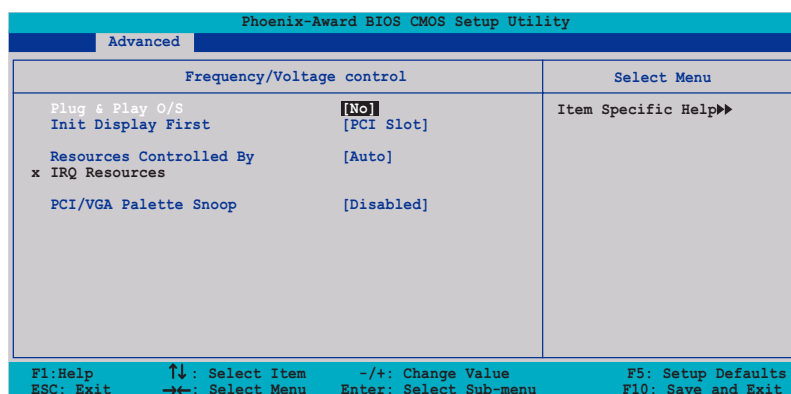 Phoenix-Award BIOS CMOS Setup Utility
Advanced
Frequency/Voltage control
Select Menu
Plug & Play O/S [No]
Init Display First [PCI Slot]
Resources Controlled By [Auto]
x IRQ Resources
PCI/VGA Palette Snoop [Disabled]
Item Specific Help▶▶
F1:Help ↑↓: Select Item -/+: Change Value F5: Setup Defaults
ESC: Exit →←: Select Menu Enter: Select Sub-menu F10: Save and Exit